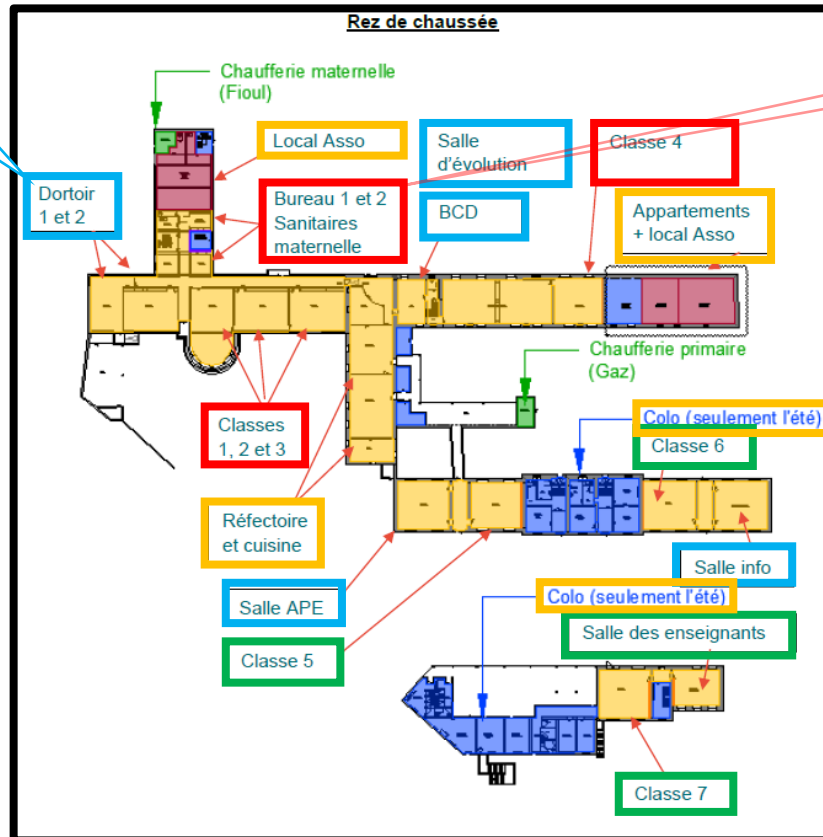 Rez de chaussée
Chaufferie maternelle
(Fioul)
Local Asso
Salle
d'évolution
Classe 4
Dortoir
1 et 2
Bureau 1 et 2
Sanitaires
maternelle
BCD
Appartements
+ local Asso
Chaufferie primaire
(Gaz)
Classes
1, 2 et 3
Colo (seulement l'été)
Classe 6
Réfectoire
et cuisine
Salle info
Salle APE
Colo (seulement l'été)
Salle des enseignants
Classe 5
Classe 7